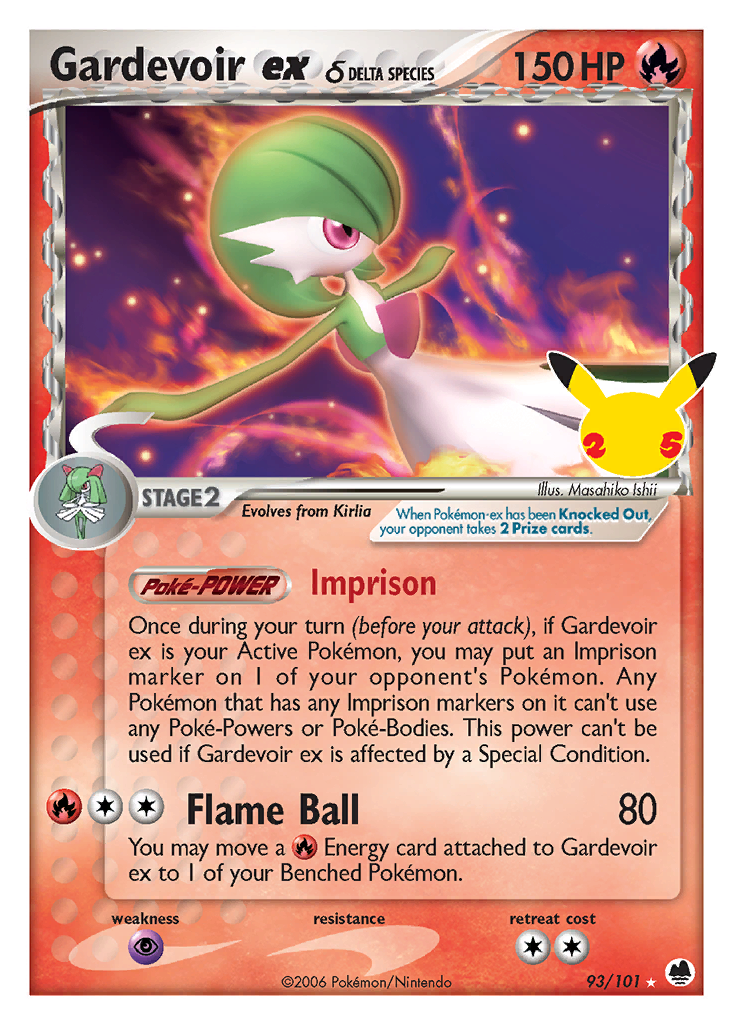 Gardevoir ex δ DELTA SPECIES 150 HP
2 5
STAGE 2
Illus. Masahiko Ishii
Evolves from Kirlia
When Pokémon-ex has been Knocked Out,
your opponent takes 2 Prize cards.
Poké-POWER Imprison
Once during your turn (before your attack), if Gardevoir
ex is your Active Pokémon, you may put an Imprison
marker on 1 of your opponent's Pokémon. Any
Pokémon that has any Imprison markers on it can't use
any Poké-Powers or Poké-Bodies. This power can't be
used if Gardevoir ex is affected by a Special Condition.
Flame Ball 80
You may move a Energy card attached to Gardevoir
ex to 1 of your Benched Pokémon.
weakness resistance retreat cost
©2006 Pokémon/Nintendo 93/101 ★